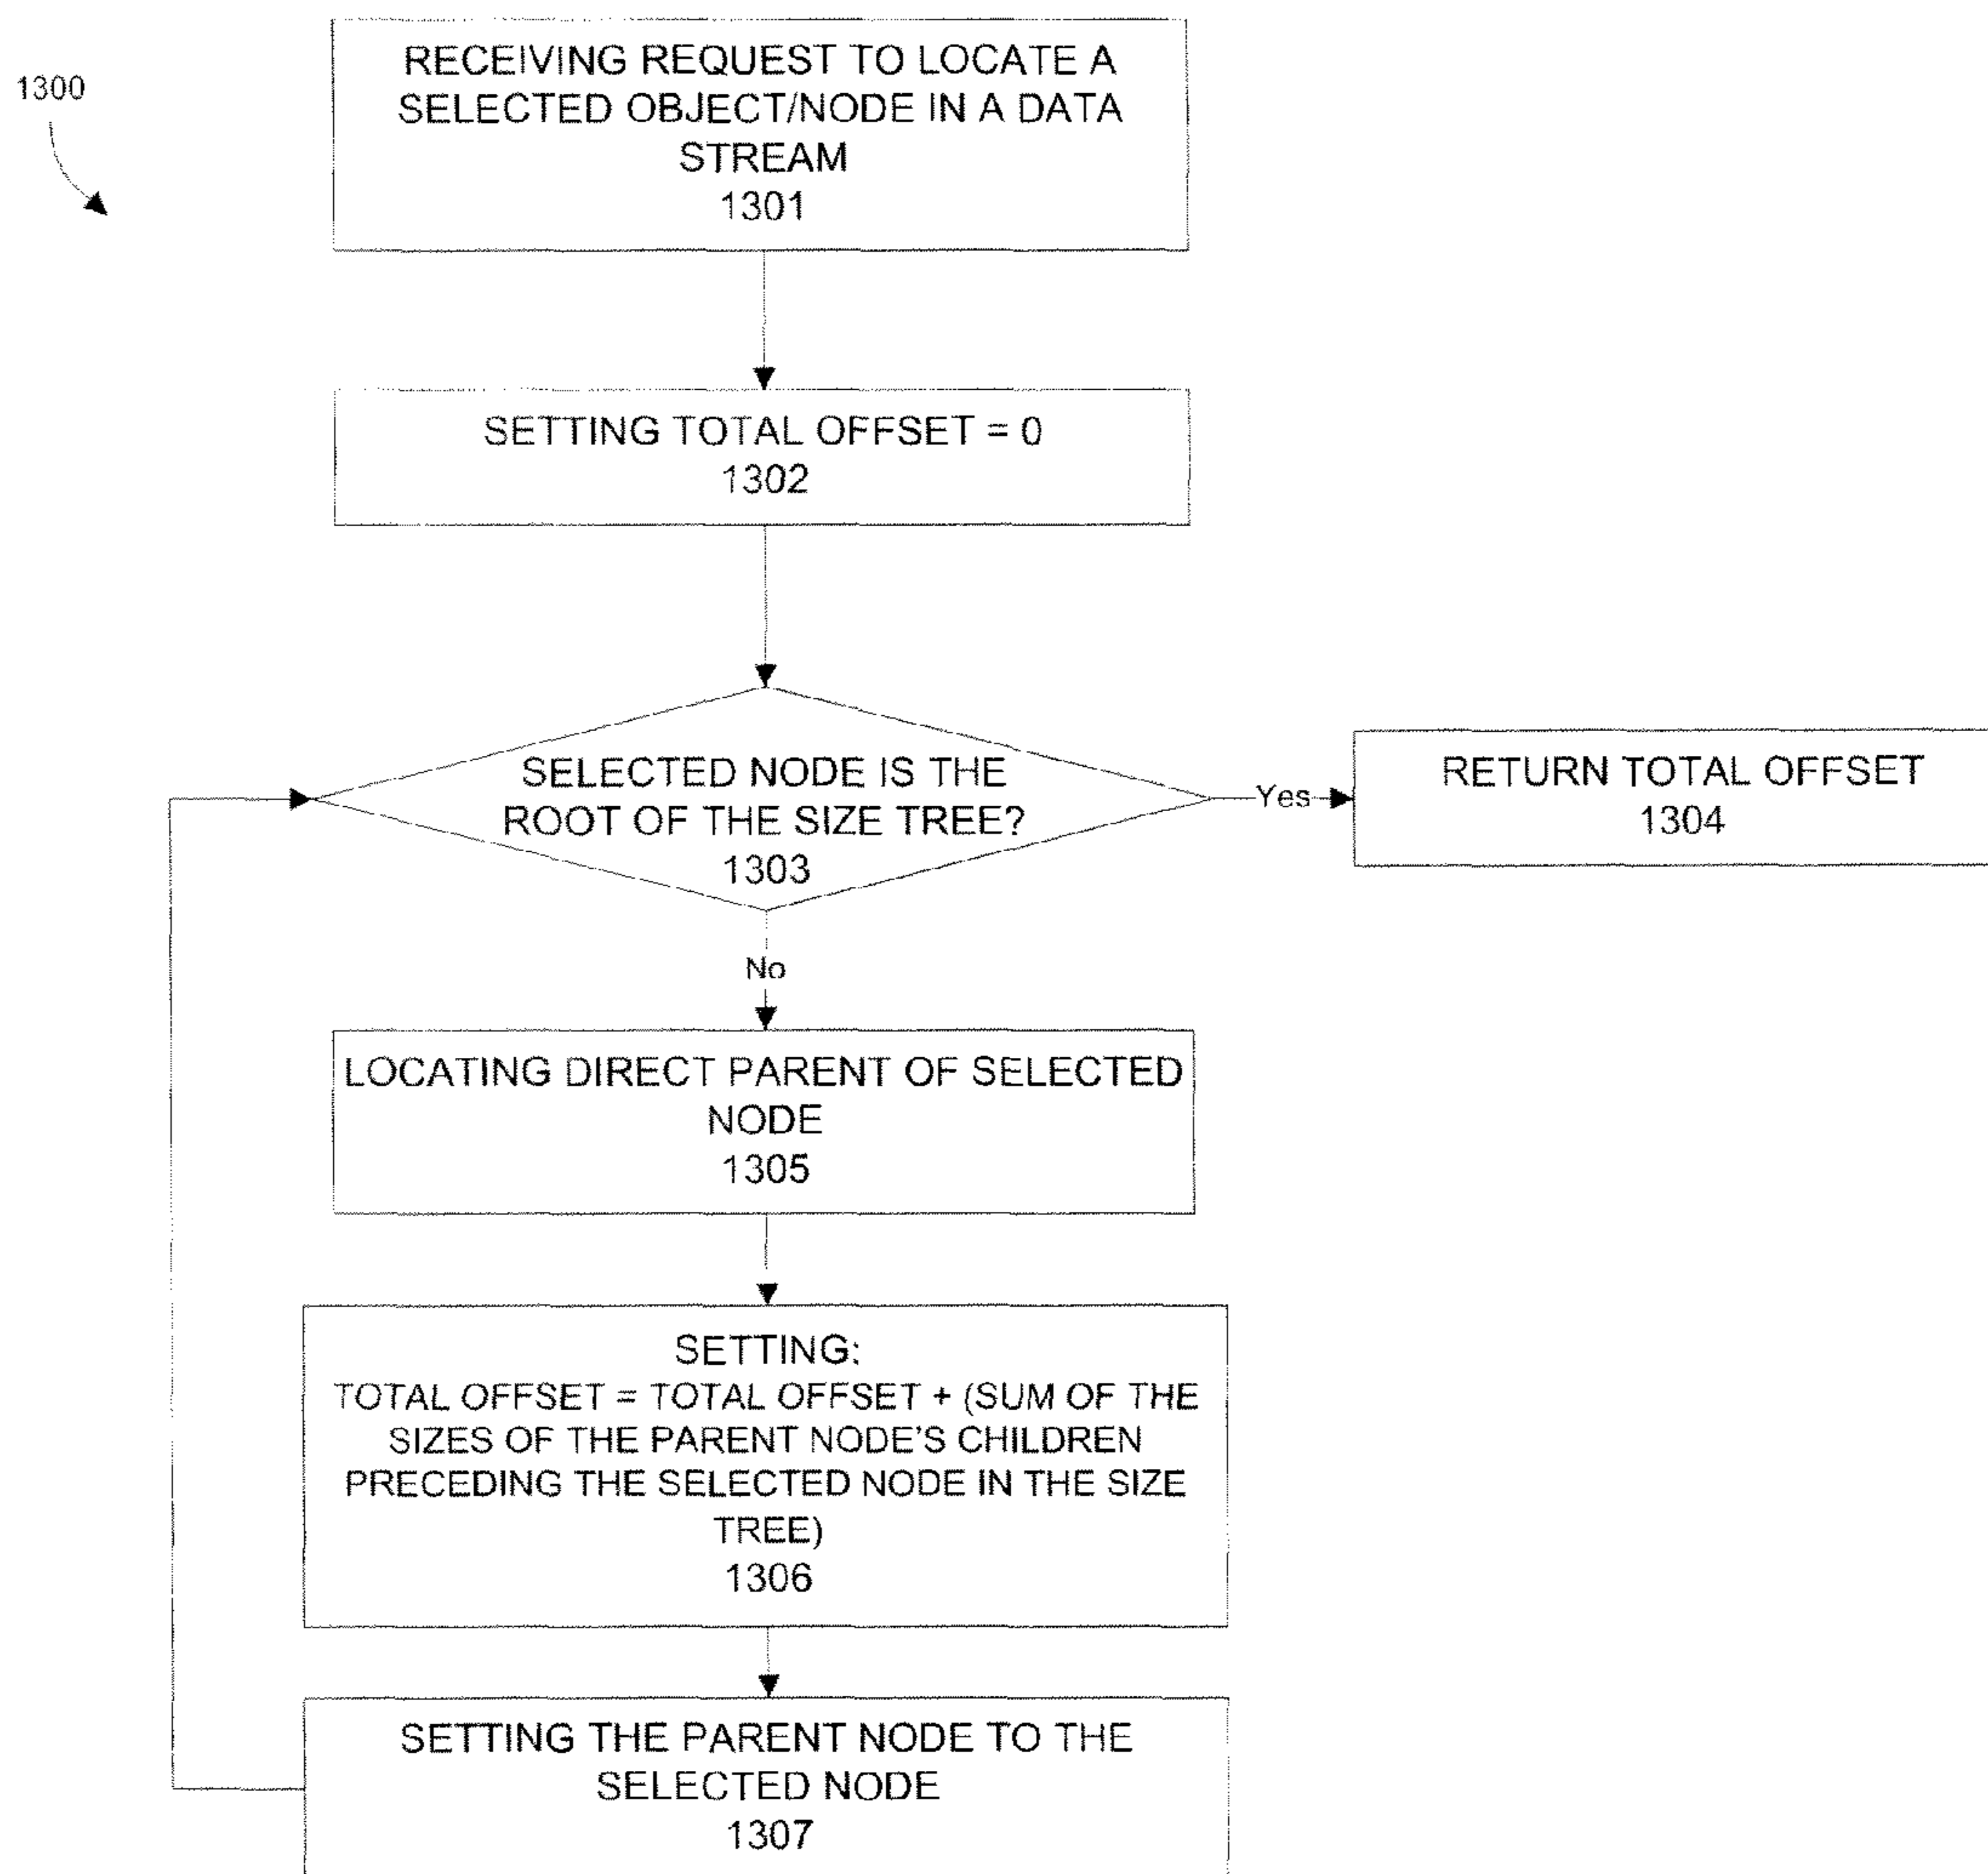 1300
RECEIVING REQUEST TO LOCATE A
SELECTED OBJECT/NODE IN A DATA
STREAM
1301
SETTING TOTAL OFFSET = 0
1302
SELECTED NODE IS THE
ROOT OF THE SIZE TREE?
1303
Yes
RETURN TOTAL OFFSET
1304
No
LOCATING DIRECT PARENT OF SELECTED
NODE
1305
SETTING:
TOTAL OFFSET = TOTAL OFFSET + (SUM OF THE
SIZES OF THE PARENT NODE'S CHILDREN
PRECEDING THE SELECTED NODE IN THE SIZE
TREE)
1306
SETTING THE PARENT NODE TO THE
SELECTED NODE
1307